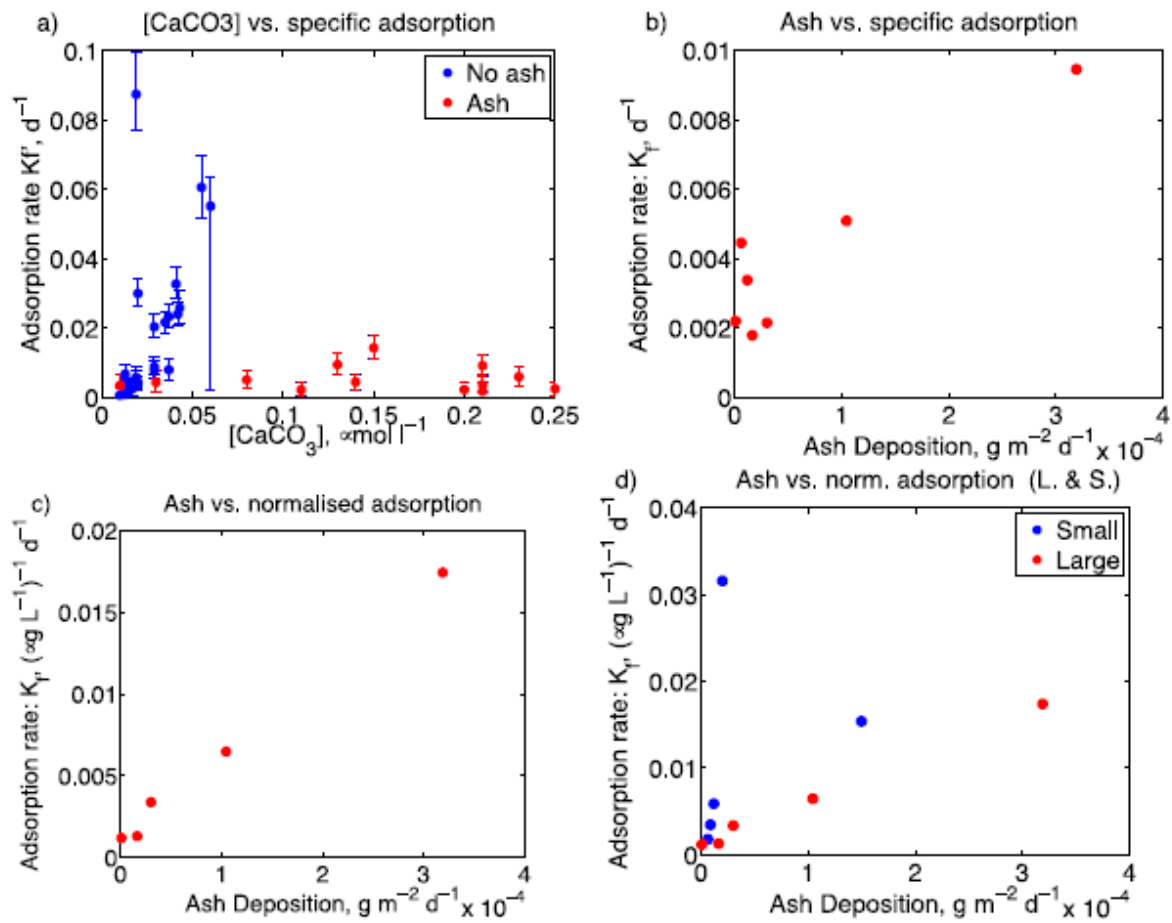 a) [CaCO3] vs. specific adsorption
Adsorption rate Kf', d⁻¹
0.1
0.08
0.06
0.04
0.02
0
No ash
Ash
0 0.05 0.1 0.15 0.2 0.25
[CaCO₃], ∝mol l⁻¹
b) Ash vs specific adsorption
Adsorption rate: K_f, d⁻¹
0.01
0.008
0.006
0.004
0.002
0
0 1 2 3 4
Ash Deposition, g m⁻² d⁻¹ x 10⁻⁴
c) Ash vs. normalised adsorption
Adsorption rate: K_f, (∝g L⁻¹)⁻¹ d⁻¹
0.02
0.015
0.01
0.005
0
0 1 2 3 4
Ash Deposition, g m⁻² d⁻¹ x 10⁻⁴
d) Ash vs. norm. adsorption (L. & S.)
Adsorption rate: K_f, (∝g L⁻¹)⁻¹ d⁻¹
0.04
0.03
0.02
0.01
0
Small
Large
0 1 2 3 4
Ash Deposition, g m⁻² d⁻¹ x 10⁻⁴